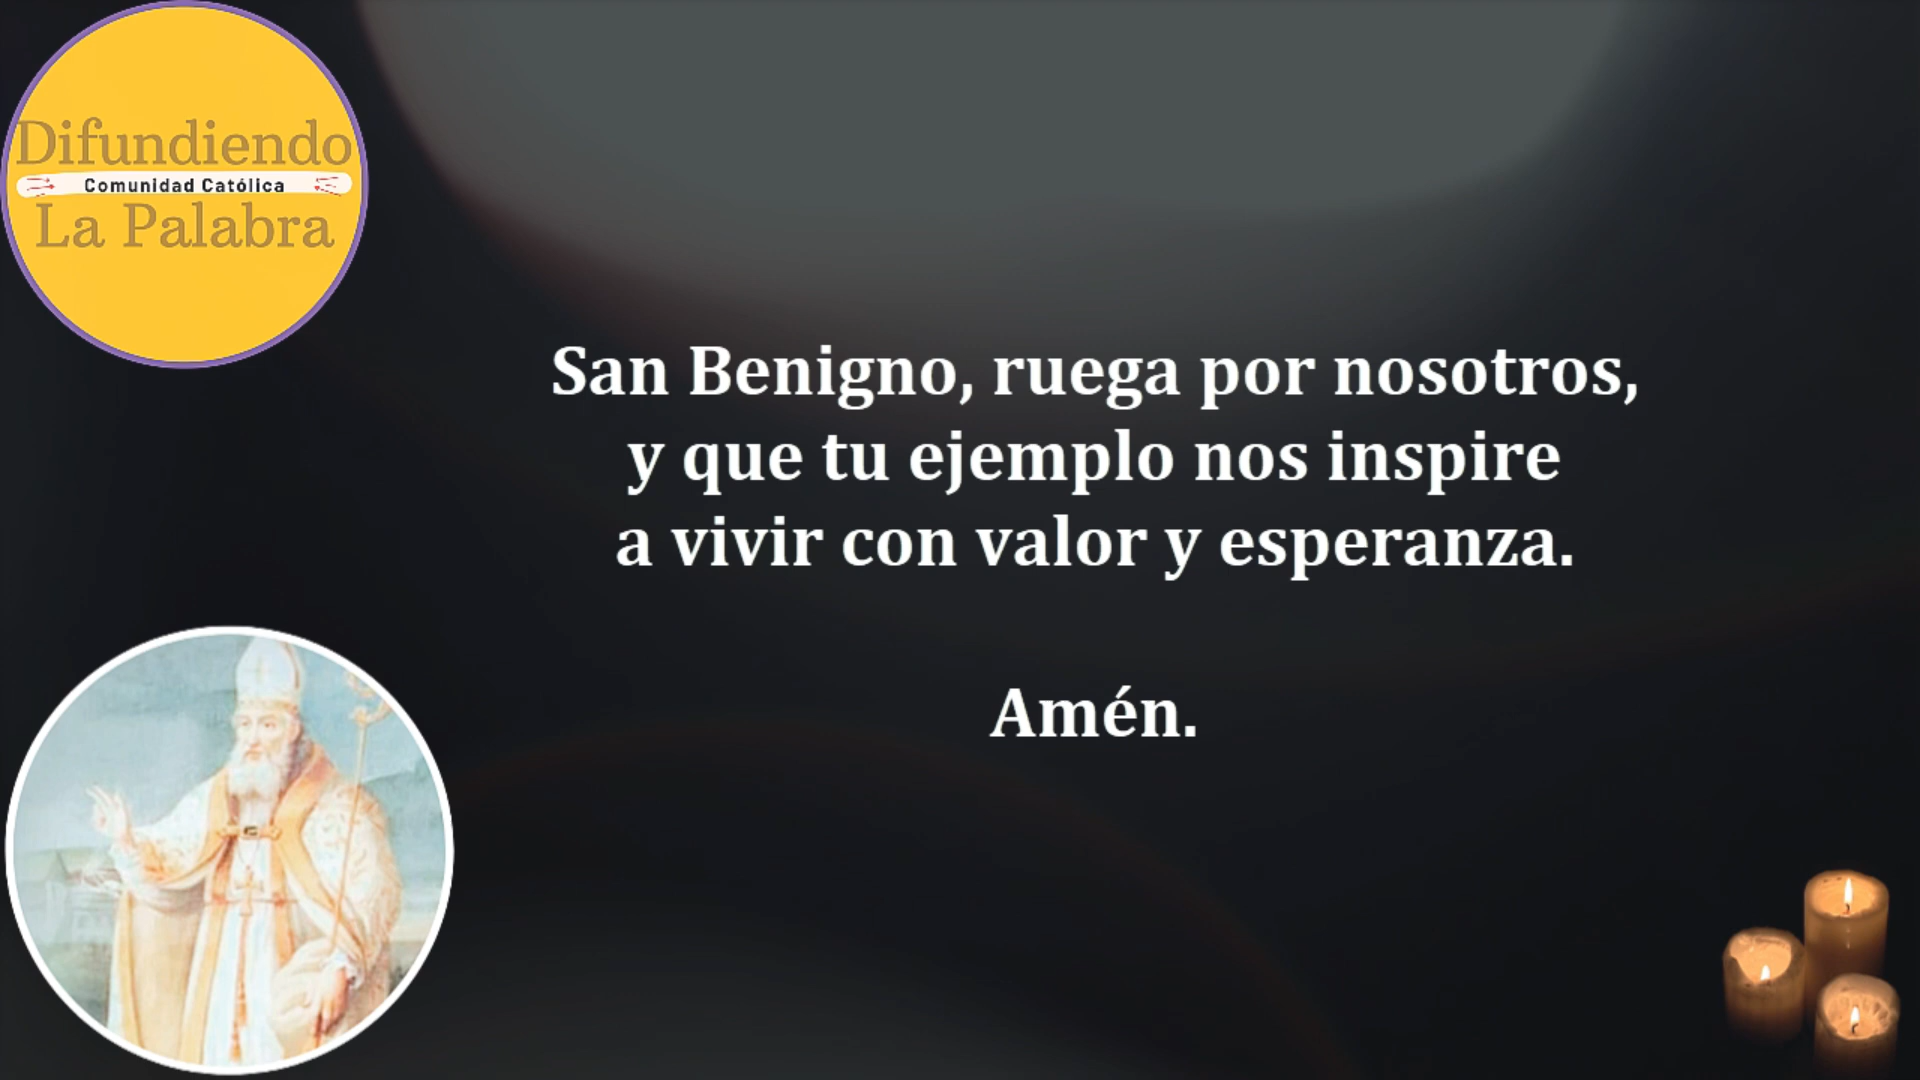 Difundiendo
Comunidad Católica
La Palabra
San Benigno, ruega por nosotros,
y que tu ejemplo nos inspire
a vivir con valor y esperanza.
Amén.